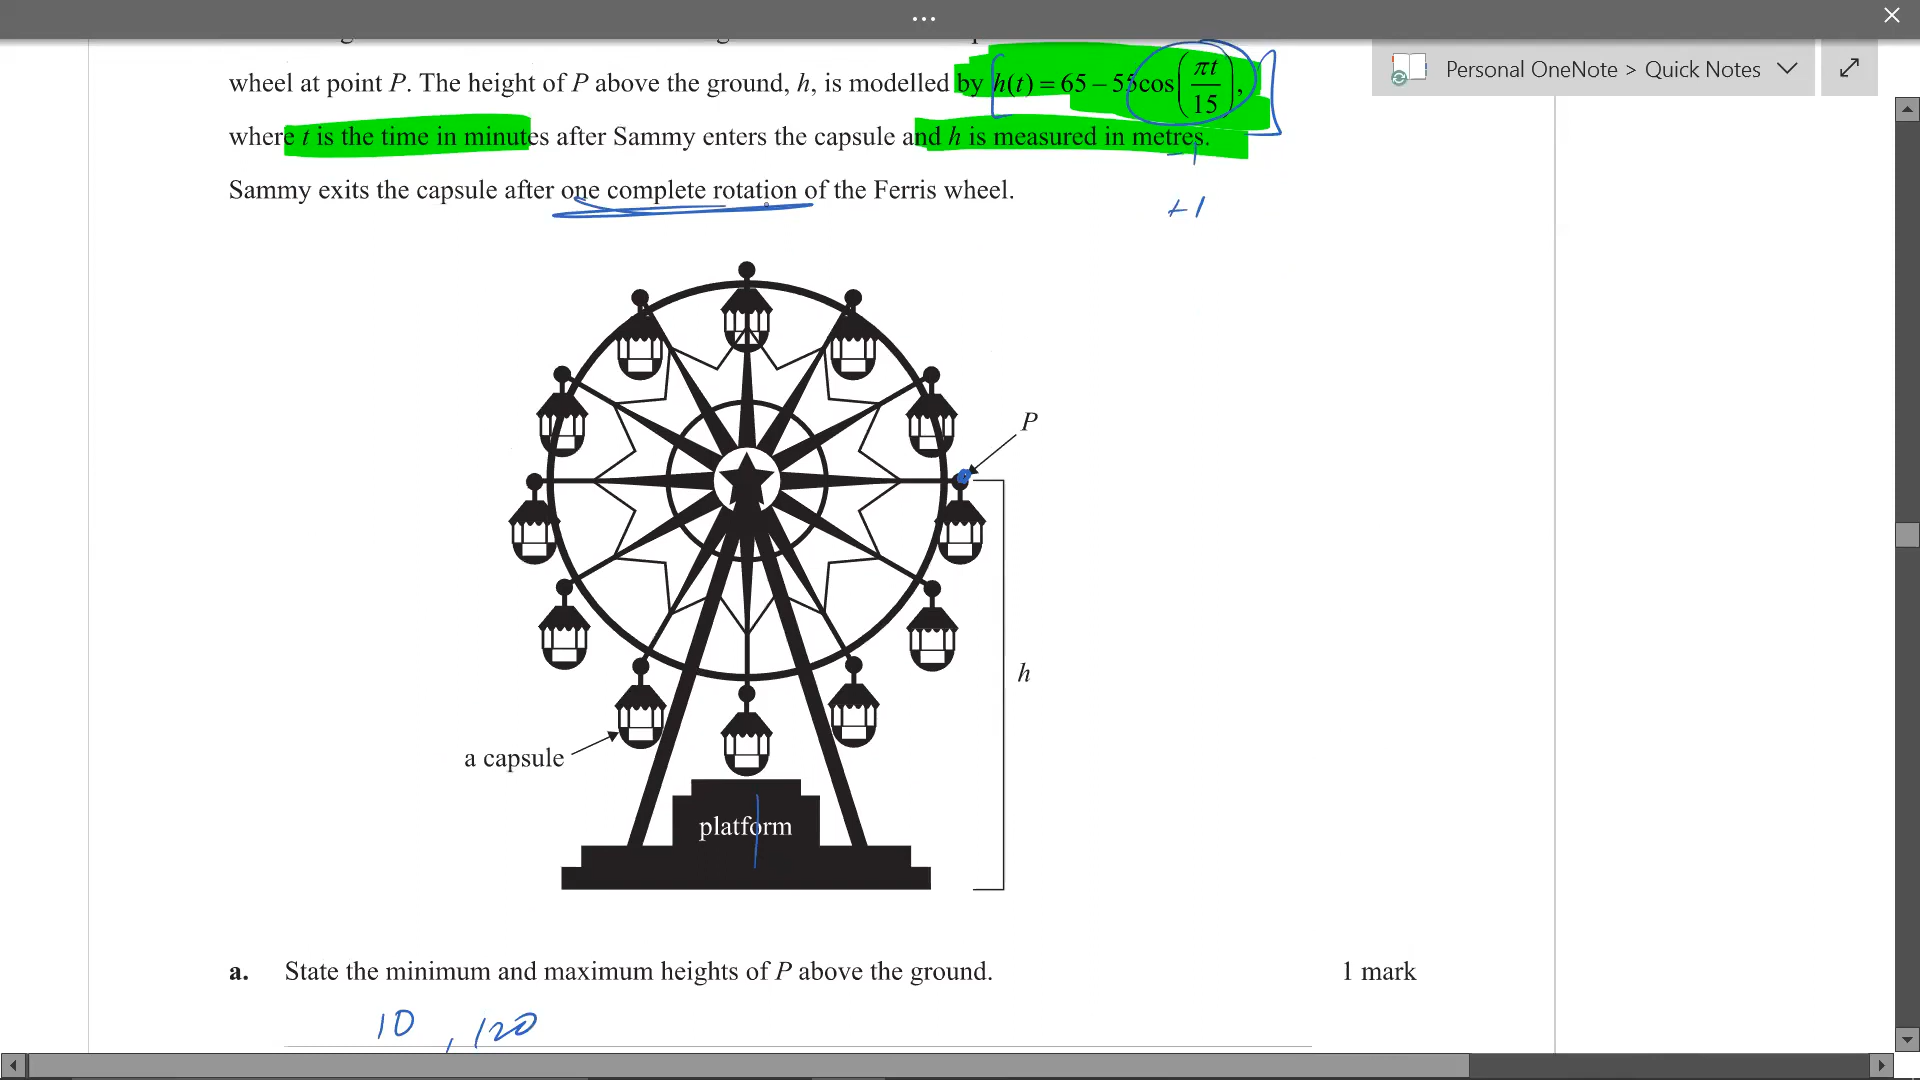 ...
Personal OneNote > Quick Notes
wheel at point P. The height of P above the ground, h, is modelled by h(t) = 65 – 55cos(πt/15),
where t is the time in minutes after Sammy enters the capsule and h is measured in metres.
-1
Sammy exits the capsule after one complete rotation of the Ferris wheel.
+1
P
h
a capsule
platform
a. State the minimum and maximum heights of P above the ground. 1 mark
10 , 120